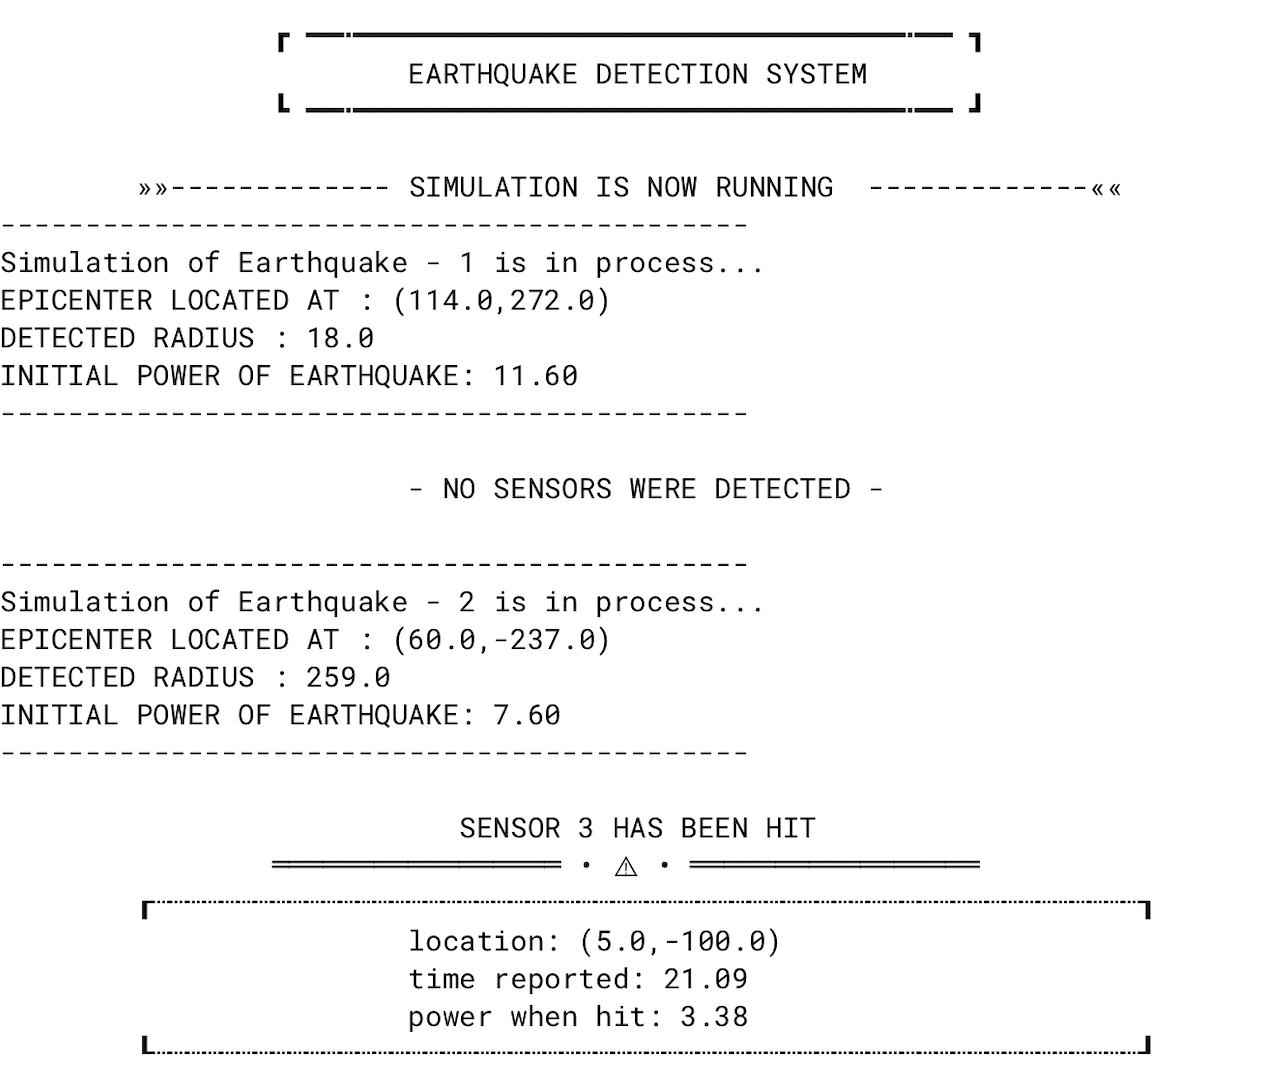 EARTHQUAKE DETECTION SYSTEM
»»------------- SIMULATION IS NOW RUNNING  -------------««
--------------------------------------------
Simulation of Earthquake - 1 is in process...
EPICENTER LOCATED AT : (114.0,272.0)
DETECTED RADIUS : 18.0
INITIAL POWER OF EARTHQUAKE: 11.60
--------------------------------------------
- NO SENSORS WERE DETECTED -
--------------------------------------------
Simulation of Earthquake - 2 is in process...
EPICENTER LOCATED AT : (60.0,-237.0)
DETECTED RADIUS : 259.0
INITIAL POWER OF EARTHQUAKE: 7.60
--------------------------------------------
SENSOR 3 HAS BEEN HIT
═════════════════ • ⚠ • ═════════════════
location: (5.0,-100.0)
time reported: 21.09
power when hit: 3.38